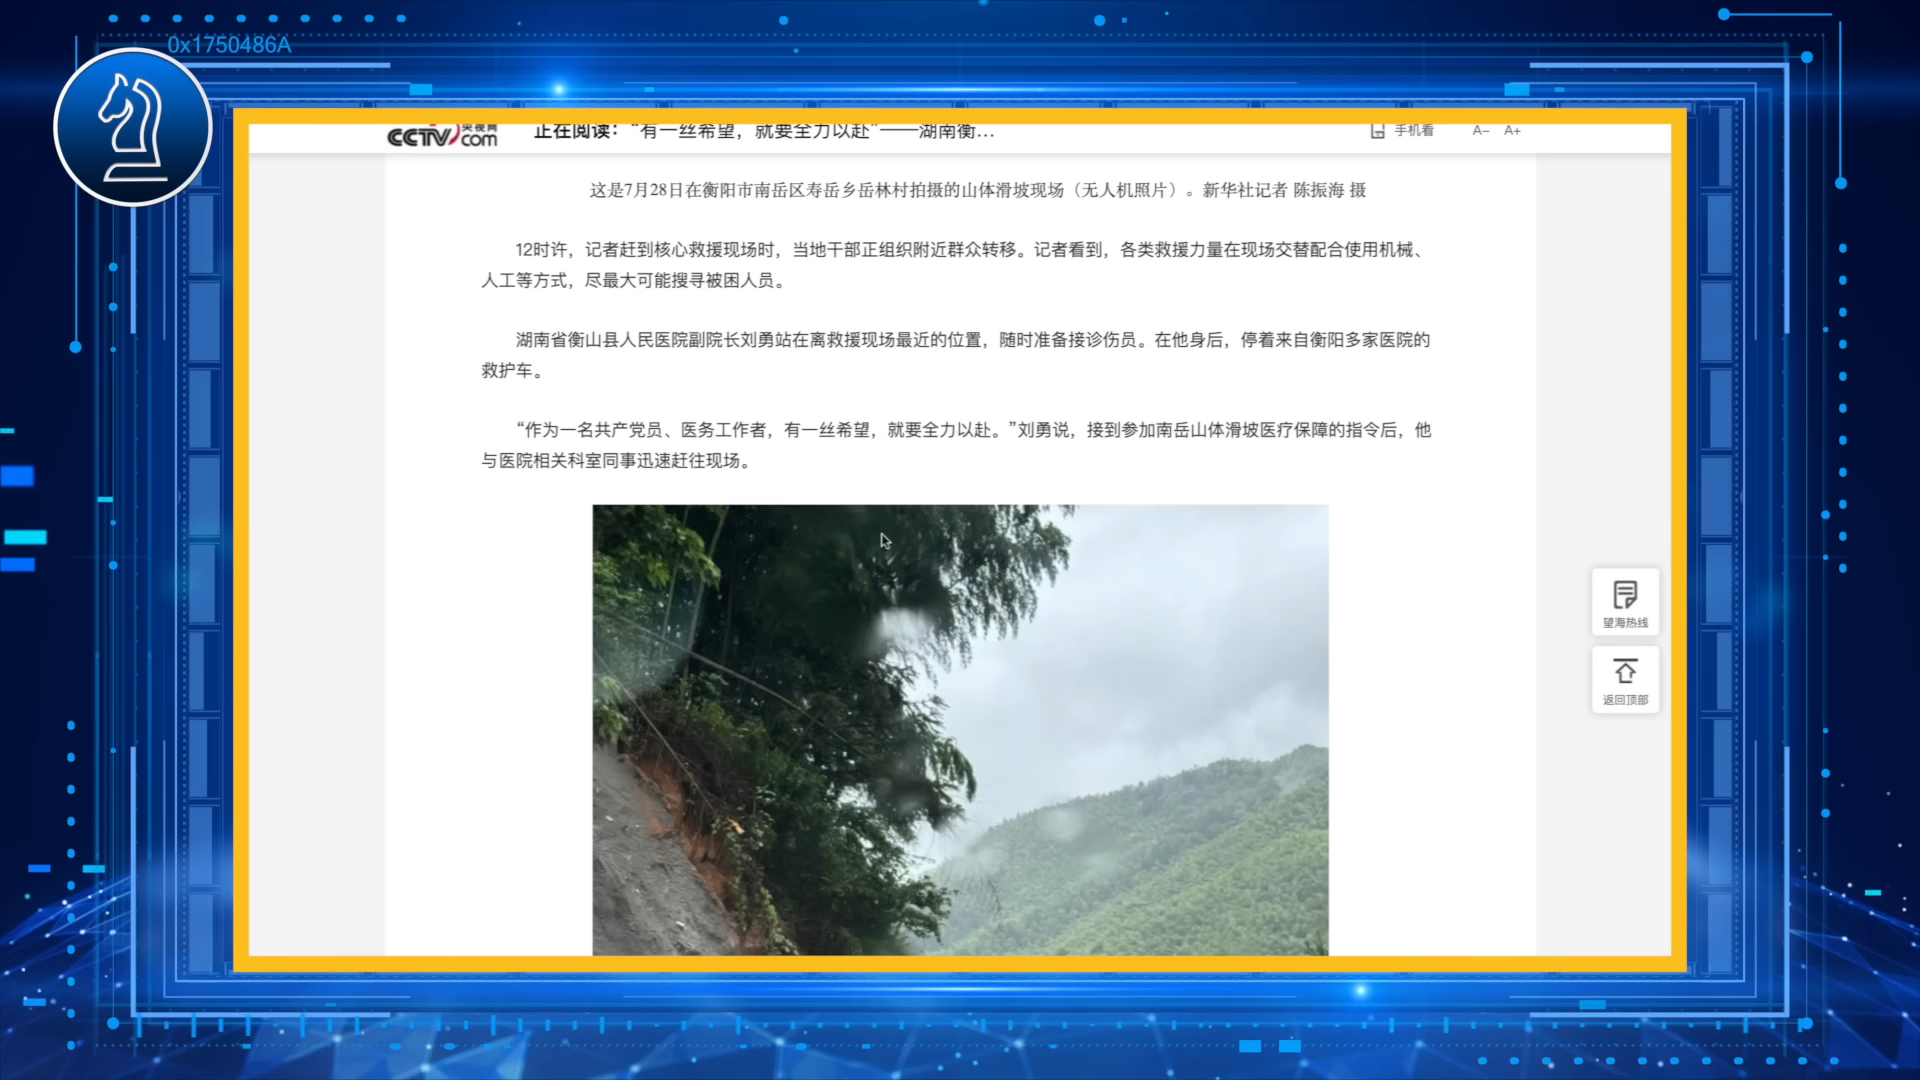 0x1750486A
CCTV com 央视网
正在阅读：“有一丝希望，就要全力以赴”——湖南衡...
手机看 A- A+
这是7月28日在衡阳市南岳区寿岳乡岳林村拍摄的山体滑坡现场（无人机照片）。新华社记者 陈振海 摄
12时许，记者赶到核心救援现场时，当地干部正组织附近群众转移。记者看到，各类救援力量在现场交替配合使用机械、
人工等方式，尽最大可能搜寻被困人员。
湖南省衡山县人民医院副院长刘勇站在离救援现场最近的位置，随时准备接诊伤员。在他身后，停着来自衡阳多家医院的
救护车。
“作为一名共产党员、医务工作者，有一丝希望，就要全力以赴。”刘勇说，接到参加南岳山体滑坡医疗保障的指令后，他
与医院相关科室同事迅速赶往现场。
望海热线
返回顶部